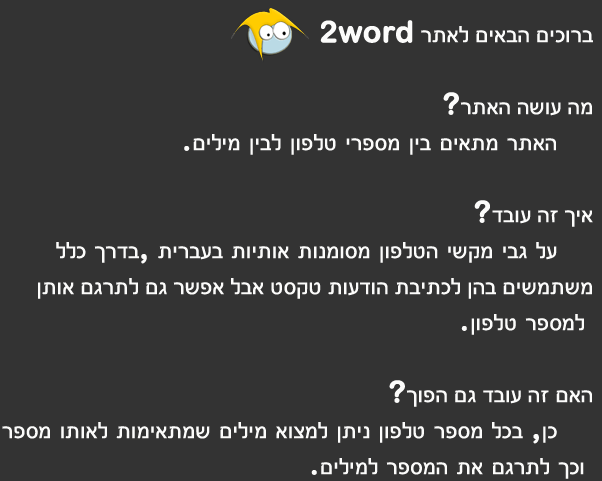 ברוכים הבאים לאתר 2word
מה עושה האתר?
האתר מתאים בין מספרי טלפון לבין מילים.
איך זה עובד?
על גבי מקשי הטלפון מסומנות אותיות בעברית ,בדרך כלל
משתמשים בהן לכתיבת הודעות טקסט אבל אפשר גם לתרגם אותן
למספר טלפון.
האם זה עובד גם הפוך?
כן, בכל מספר טלפון ניתן למצוא מילים שמתאימות לאותו מספר
וכך לתרגם את המספר למילים.